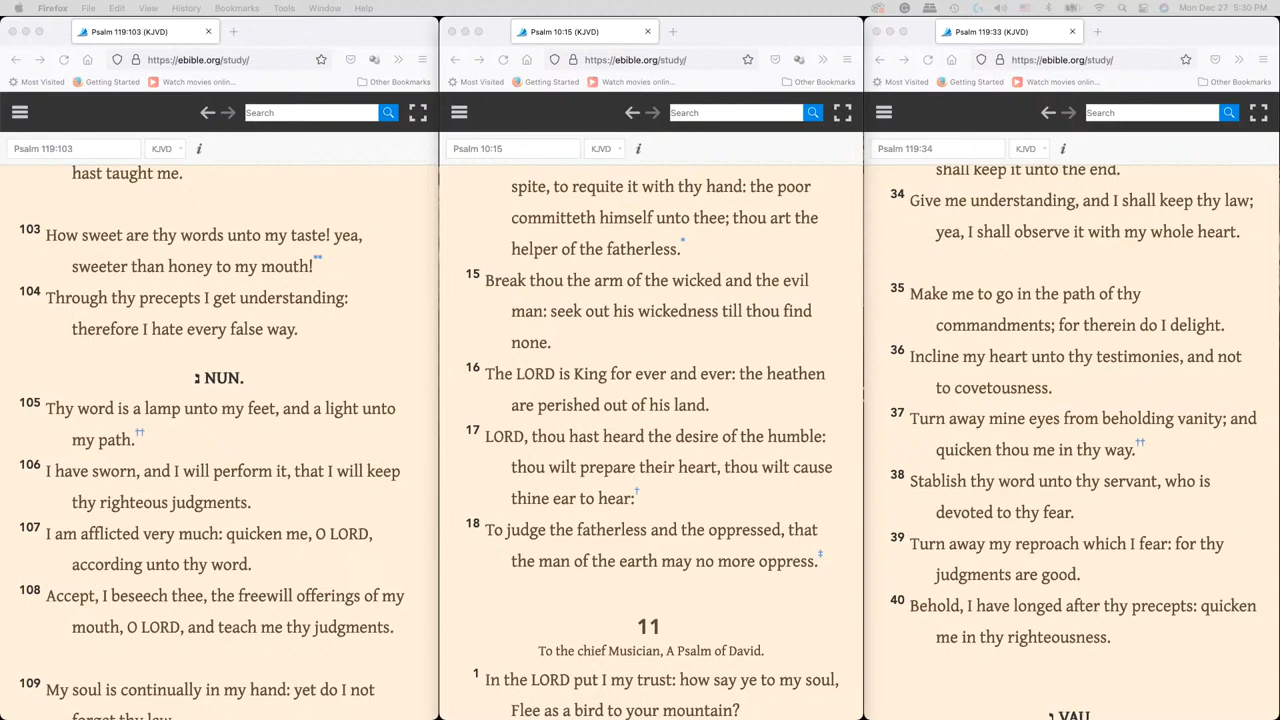 Firefox File Edit View History Bookmarks Tools Window Help Mon Dec 27 5:30 PM
Psalm 119:103 (KJVD)
https://ebible.org/study/
Most Visited Getting Started Watch movies onlin... Other Bookmarks
Search
Psalm 119:103 KJVD i
hast taught me.
103 How sweet are thy words unto my taste! yea,
sweeter than honey to my mouth!**
104 Through thy precepts I get understanding:
therefore I hate every false way.
נ NUN.
105 Thy word is a lamp unto my feet, and a light unto
my path.††
106 I have sworn, and I will perform it, that I will keep
thy righteous judgments.
107 I am afflicted very much: quicken me, O LORD,
according unto thy word.
108 Accept, I beseech thee, the freewill offerings of my
mouth, O LORD, and teach me thy judgments.
109 My soul is continually in my hand: yet do I not
forget thy law.
Psalm 10:15 (KJVD)
https://ebible.org/study/
Most Visited Getting Started Watch movies onlin... Other Bookmarks
Search
Psalm 10:15 KJVD i
spite, to requite it with thy hand: the poor
committeth himself unto thee; thou art the
helper of the fatherless.*
15 Break thou the arm of the wicked and the evil
man: seek out his wickedness till thou find
none.
16 The LORD is King for ever and ever: the heathen
are perished out of his land.
17 LORD, thou hast heard the desire of the humble:
thou wilt prepare their heart, thou wilt cause
thine ear to hear:†
18 To judge the fatherless and the oppressed, that
the man of the earth may no more oppress.‡
11
To the chief Musician, A Psalm of David.
1 In the LORD put I my trust: how say ye to my soul,
Flee as a bird to your mountain?
Psalm 119:33 (KJVD)
https://ebible.org/study/
Most Visited Getting Started Watch movies onlin... Other Bookmarks
Search
Psalm 119:34 KJVD i
shall keep it unto the end.
34 Give me understanding, and I shall keep thy law;
yea, I shall observe it with my whole heart.
35 Make me to go in the path of thy
commandments; for therein do I delight.
36 Incline my heart unto thy testimonies, and not
to covetousness.
37 Turn away mine eyes from beholding vanity; and
quicken thou me in thy way.††
38 Stablish thy word unto thy servant, who is
devoted to thy fear.
39 Turn away my reproach which I fear: for thy
judgments are good.
40 Behold, I have longed after thy precepts: quicken
me in thy righteousness.
ו VAU.